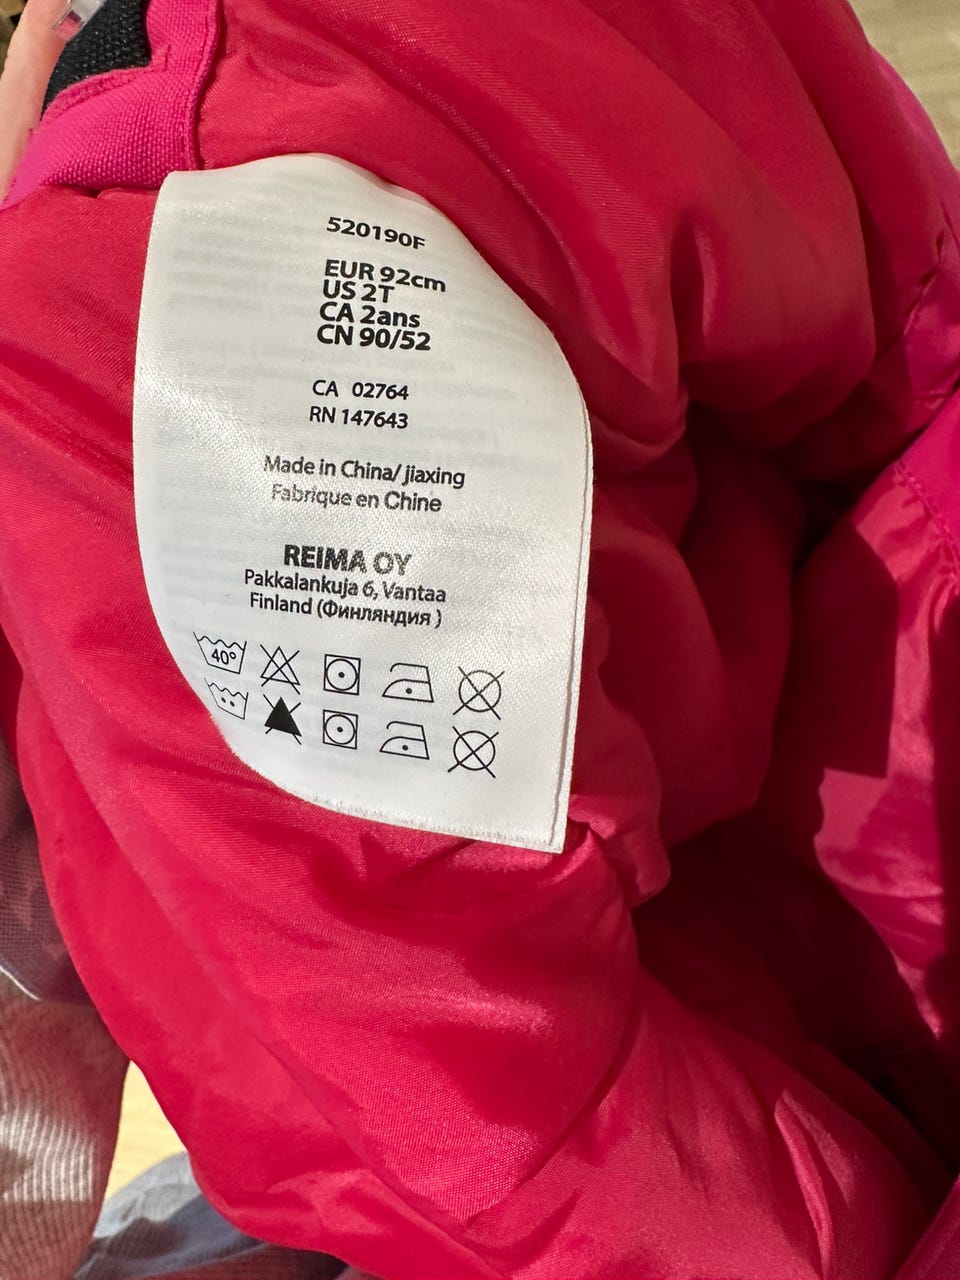 520190F
EUR 92cm
US 2T
CA 2ans
CN 90/52
CA 02764
RN 147643
Made in China/ Jiaxing
Fabrique en Chine
REIMA OY
Pakkalankuja 6, Vantaa
Finland (Финляндия )
40°